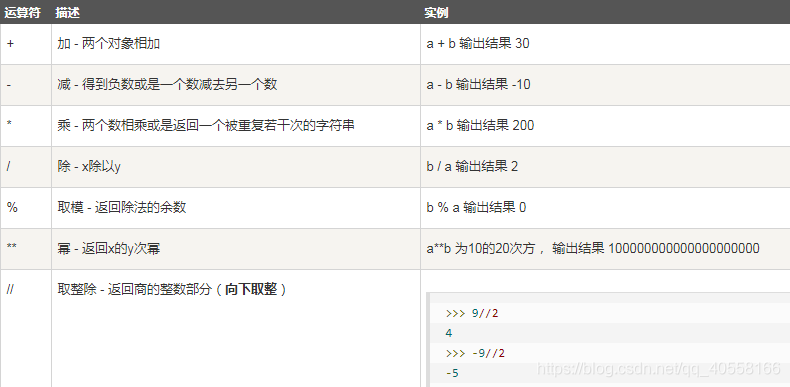 运算符 描述 实例
+ 加 - 两个对象相加 a + b 输出结果 30
- 减 - 得到负数或是一个数减去另一个数 a - b 输出结果 -10
* 乘 - 两个数相乘或是返回一个被重复若干次的字符串 a * b 输出结果 200
/ 除 - x除以y b / a 输出结果 2
% 取模 - 返回除法的余数 b % a 输出结果 0
** 幂 - 返回x的y次幂 a**b 为10的20次方， 输出结果 100000000000000000000
// 取整除 - 返回商的整数部分（向下取整）
>>> 9//2
4
>>> -9//2
-5
https://blog.csdn.net/qq_40558166